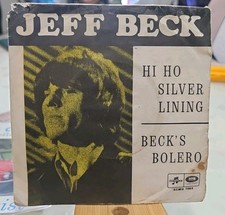 JEFF BECK
HI HO
SILVER
LINING
BECK'S
BOLERO